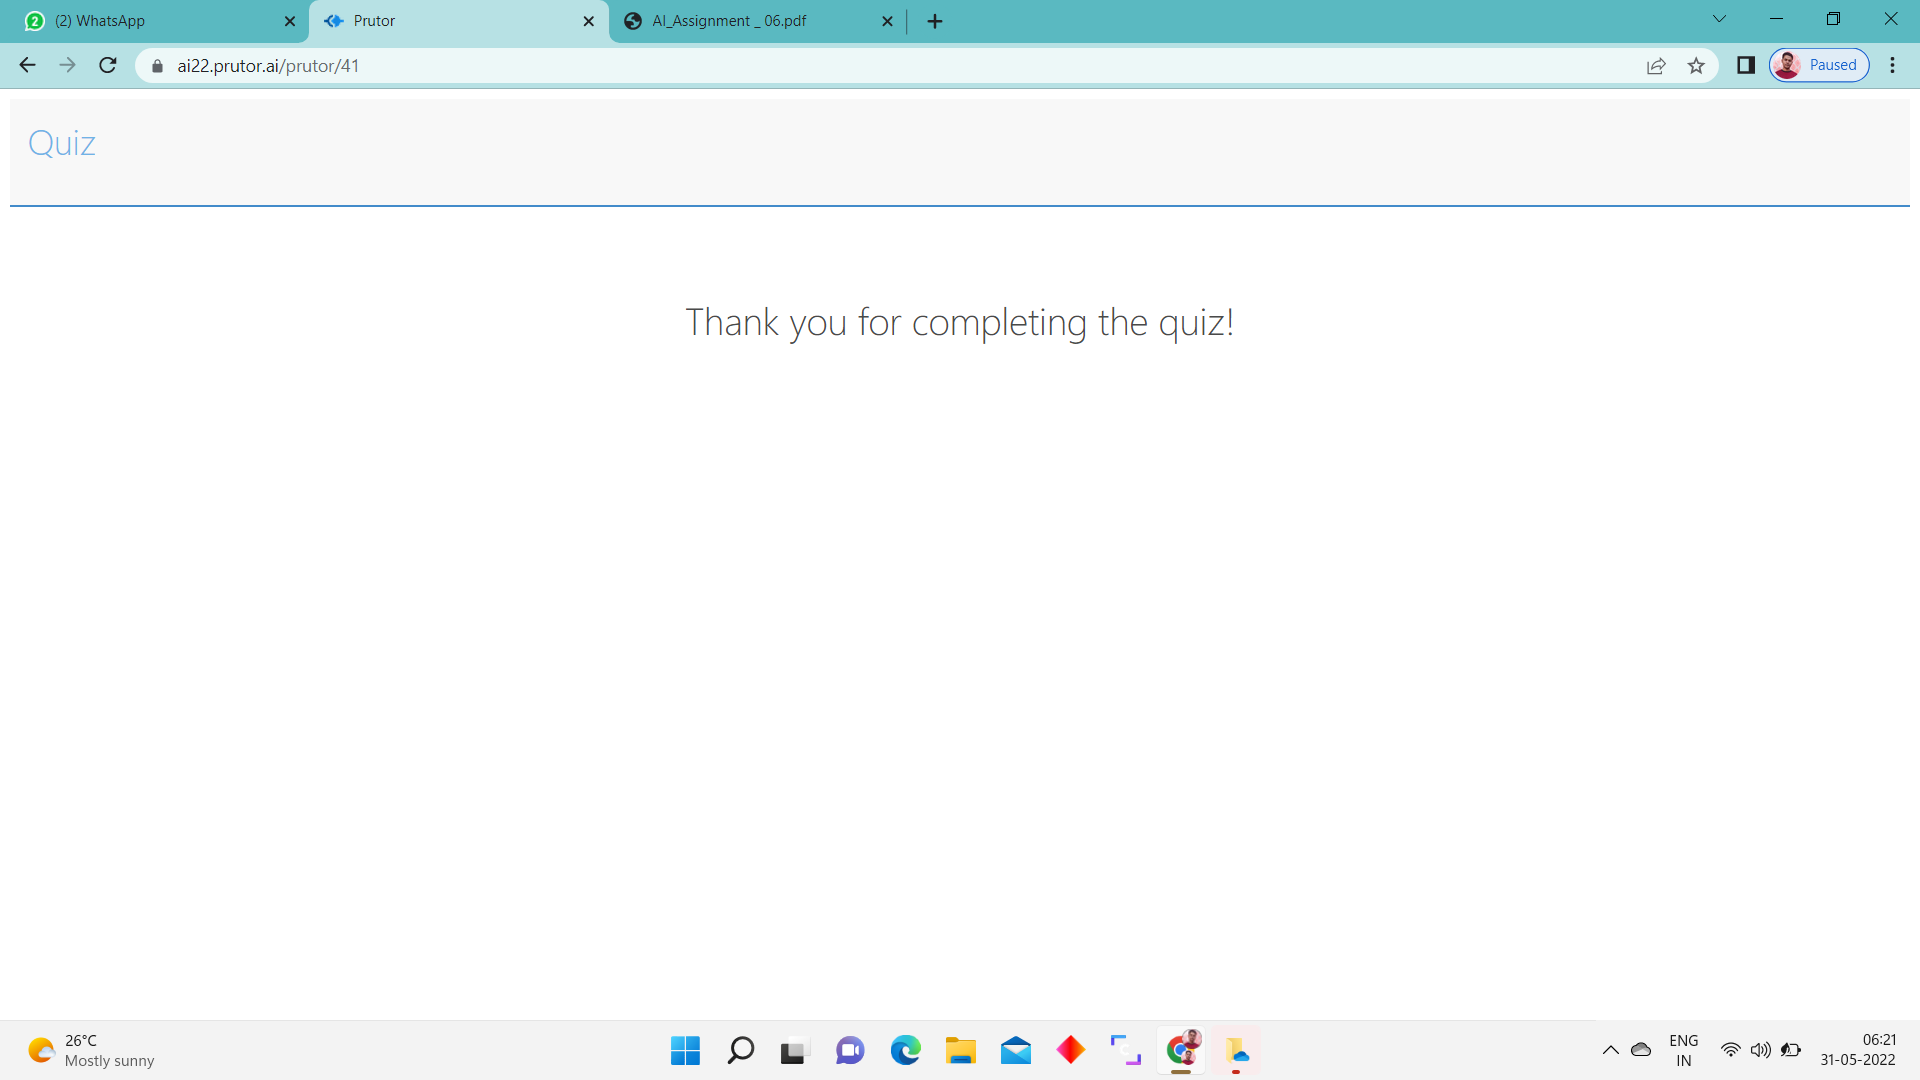 2
(2) WhatsApp
Prutor
AI_Assignment _ 06.pdf
ai22.prutor.ai/prutor/41
Paused
Quiz
Thank you for completing the quiz!
26°C
Mostly sunny
ENG
IN
06:21
31-05-2022